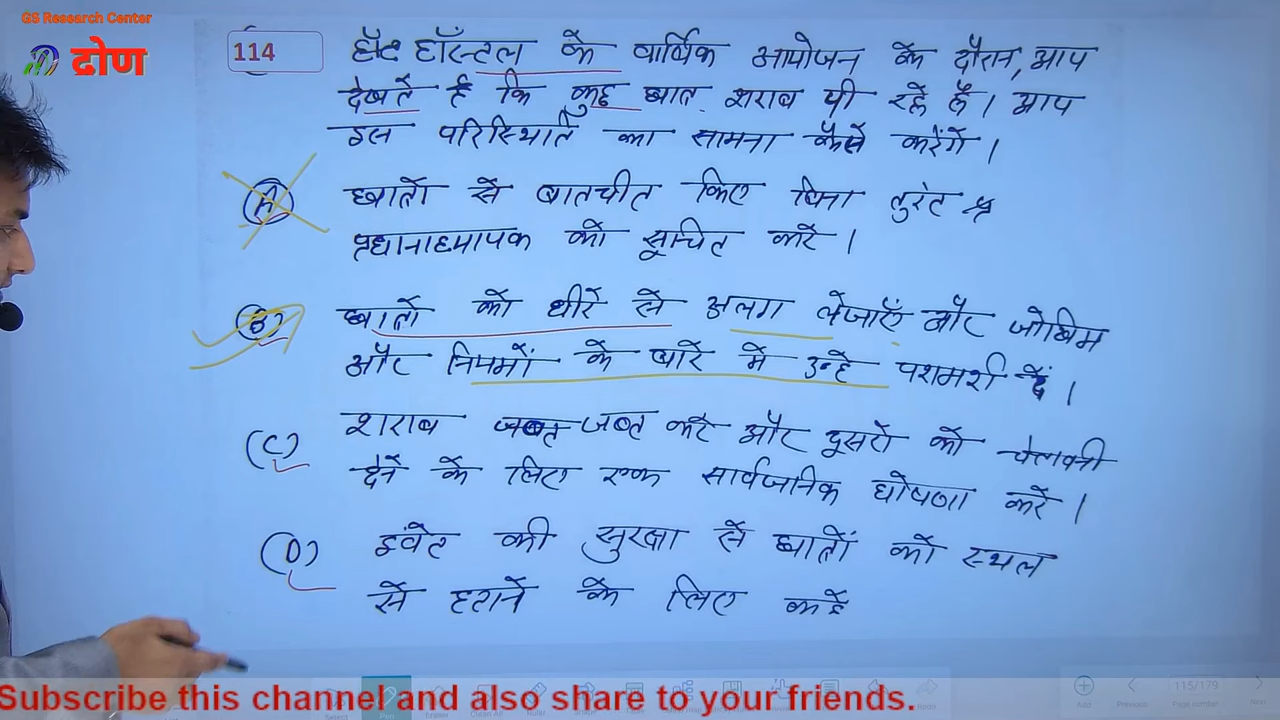 GS Research Center
द्रोण
114
हॉट हॉस्टल के वार्षिक आयोजन के दौरान, आप
देखते हैं कि कुछ छात्र शराब पी रहे हैं। आप
इस परिस्थिति का सामना कैसे करेंगे।
(A) छात्रों से बातचीत किए बिना तुरंत
प्रधानाध्यापक को सूचित करें।
(B) छात्रों को धीरे से अलग लेजाएँ और जोखिम
और नियमों के बारे में उन्हे परामर्श दें।
(C) शराब जब्त करें और दूसरों को चेतावनी
देने के लिए एक सार्वजनिक घोषणा करें।
(D) इवेंट की सुरक्षा से छात्रों को स्थल
से हटाने के लिए कहें
Subscribe this channel and also share to your friends.
115/179